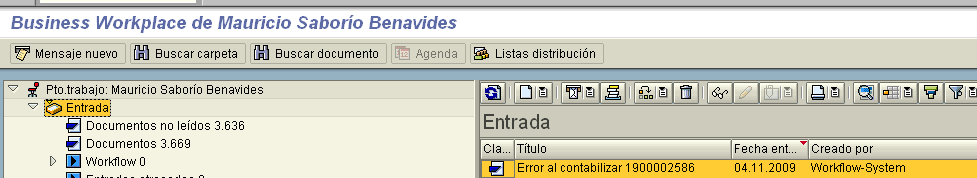 Business Workplace de Mauricio Saborío Benavides
Mensaje nuevo Buscar carpeta Buscar documento Agenda Listas distribución
Pto.trabajo: Mauricio Saborío Benavides
Entrada
Documentos no leídos 3.636
Documentos 3.669
Workflow 0
Entrada
Cla... Título Fecha ent... Creado por
Error al contabilizar 1900002586 04.11.2009 Workflow-System